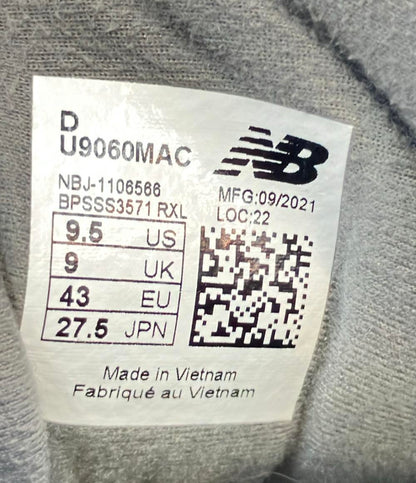 D
U9060MAC
NB
NBJ-1106566
BPSSS3571 RXL
MFG:09/2021
LOC:22
9.5 US
9 UK
43 EU
27.5 JPN
Made in Vietnam
Fabriqué au Vietnam